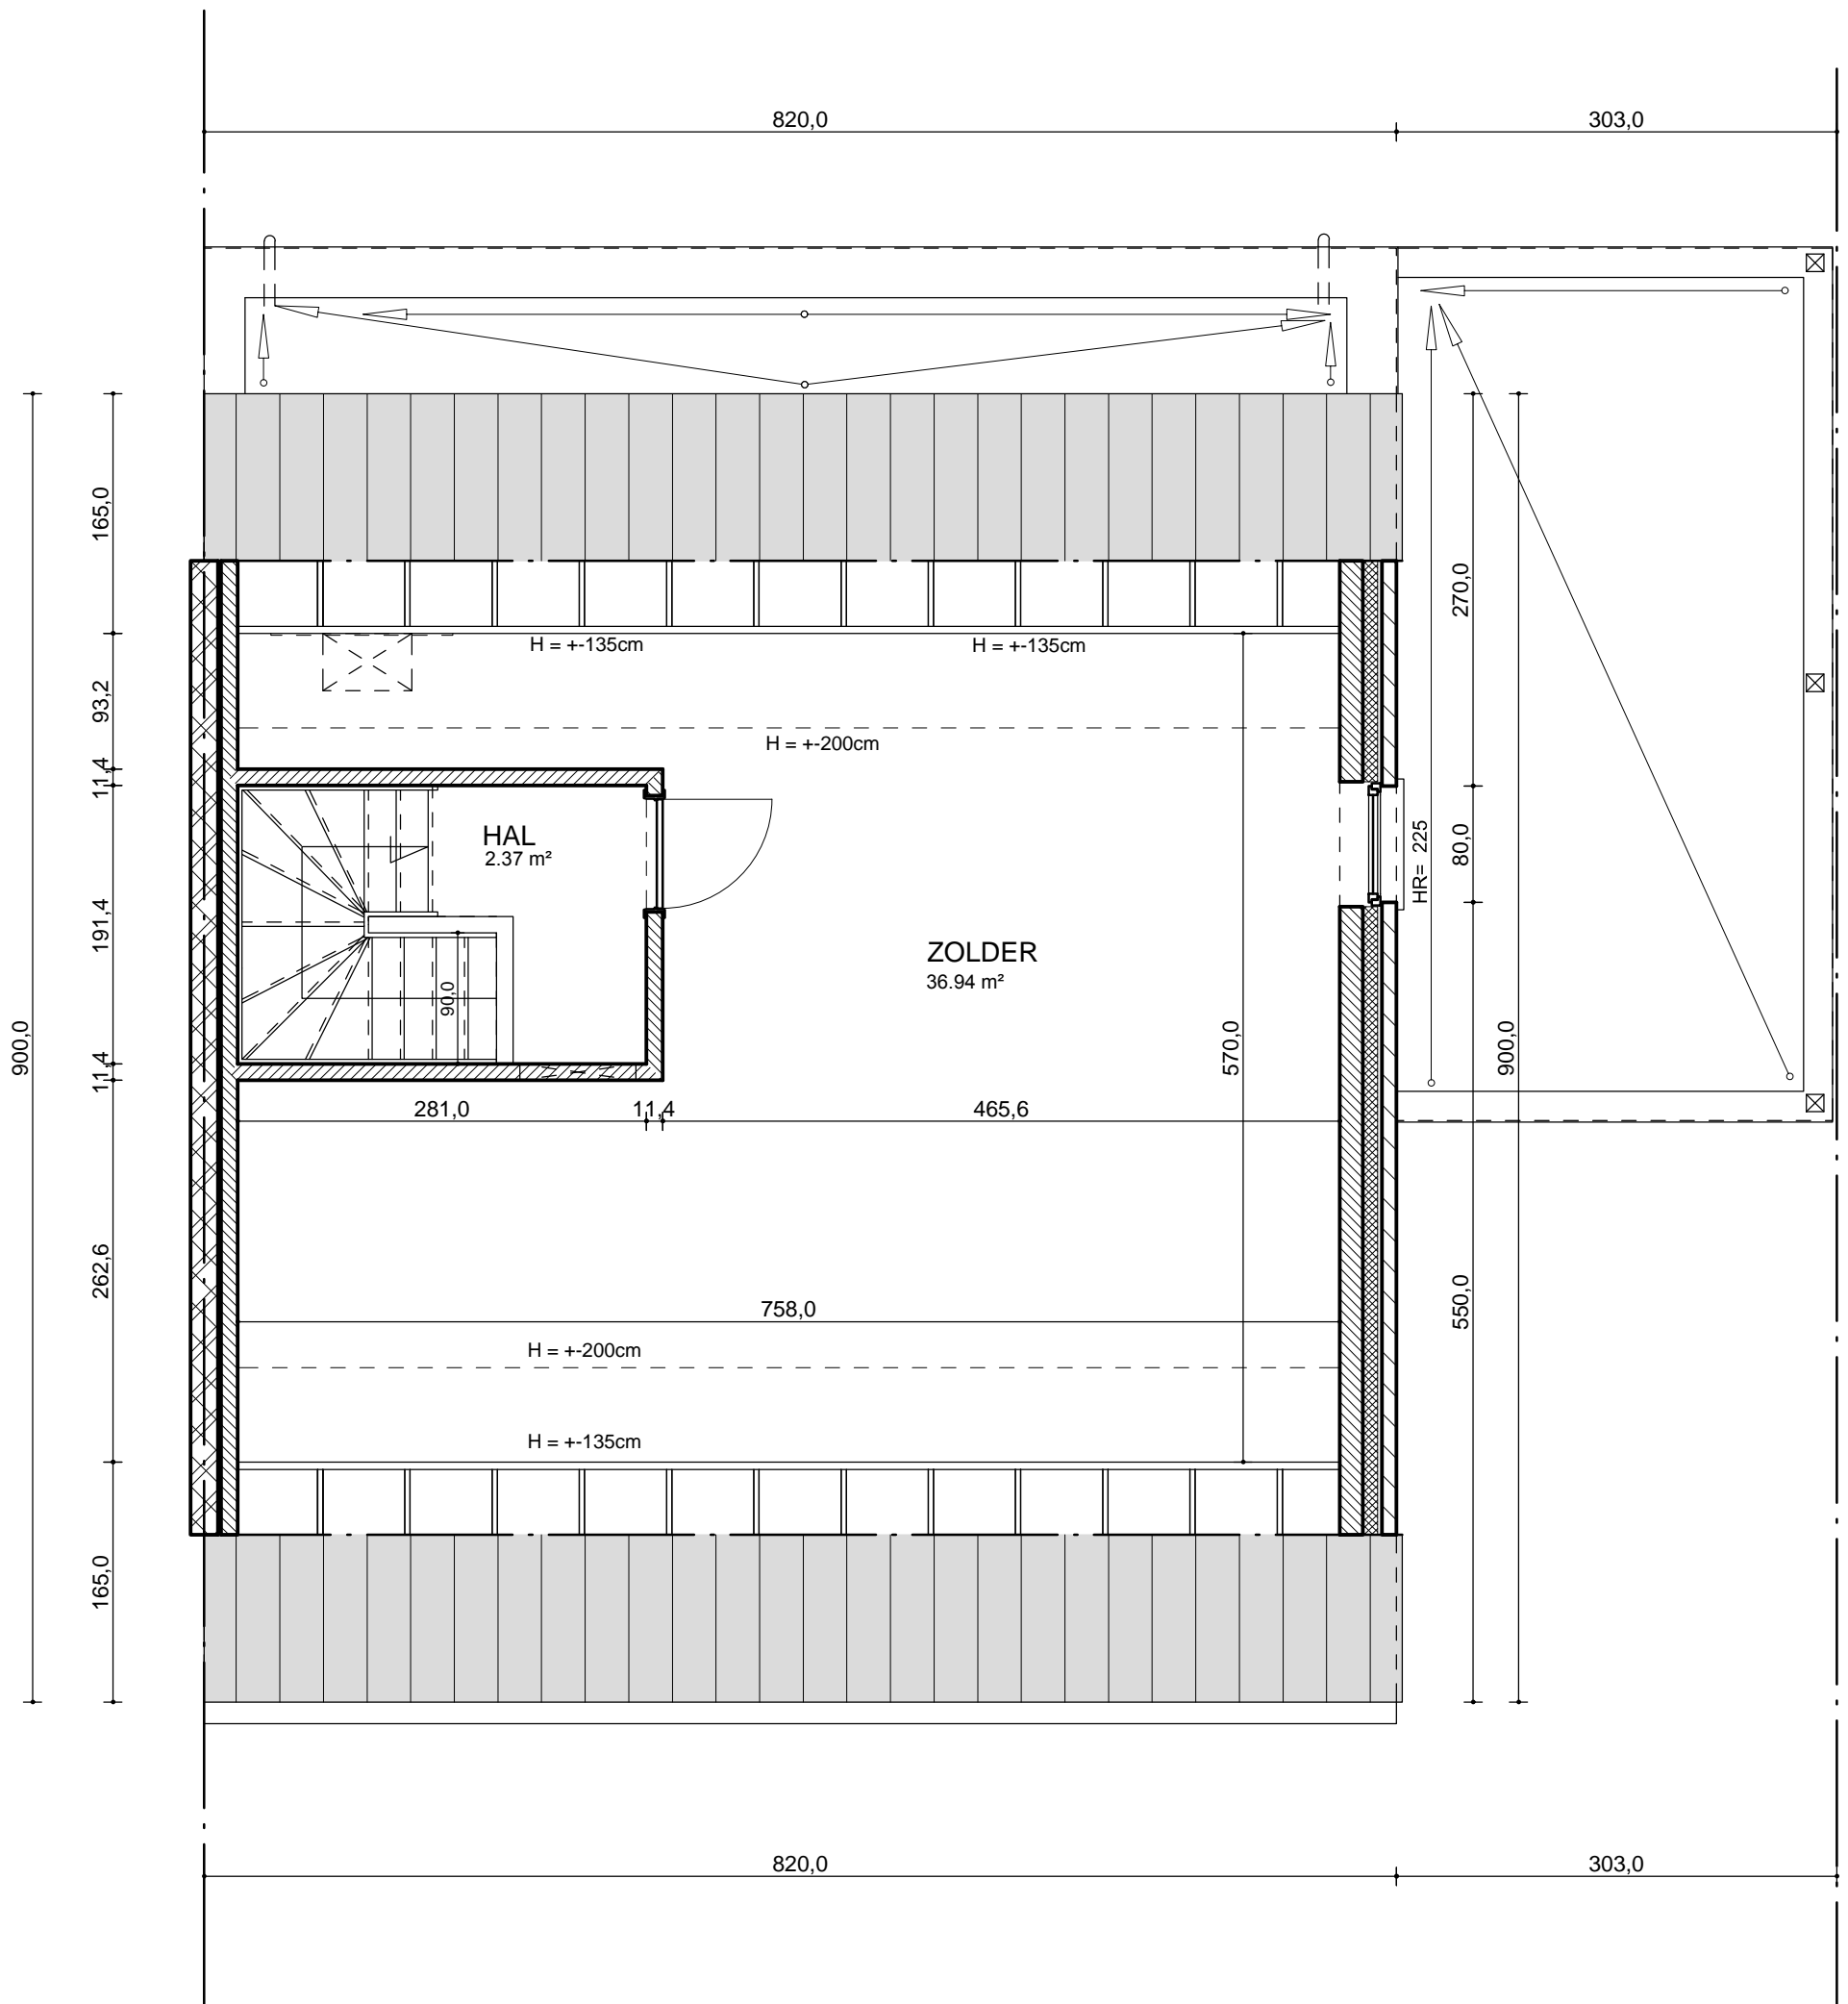 820,0
303,0
165,0
270,0
H = +-135cm
H = +-135cm
93,2
H = +-200cm
11,4
HAL
2.37 m²
HR= 225
80,0
191,4
ZOLDER
36.94 m²
90,0
900,0
570,0
900,0
11,4
281,0
11,4
465,6
262,6
758,0
550,0
H = +-200cm
H = +-135cm
165,0
820,0
303,0